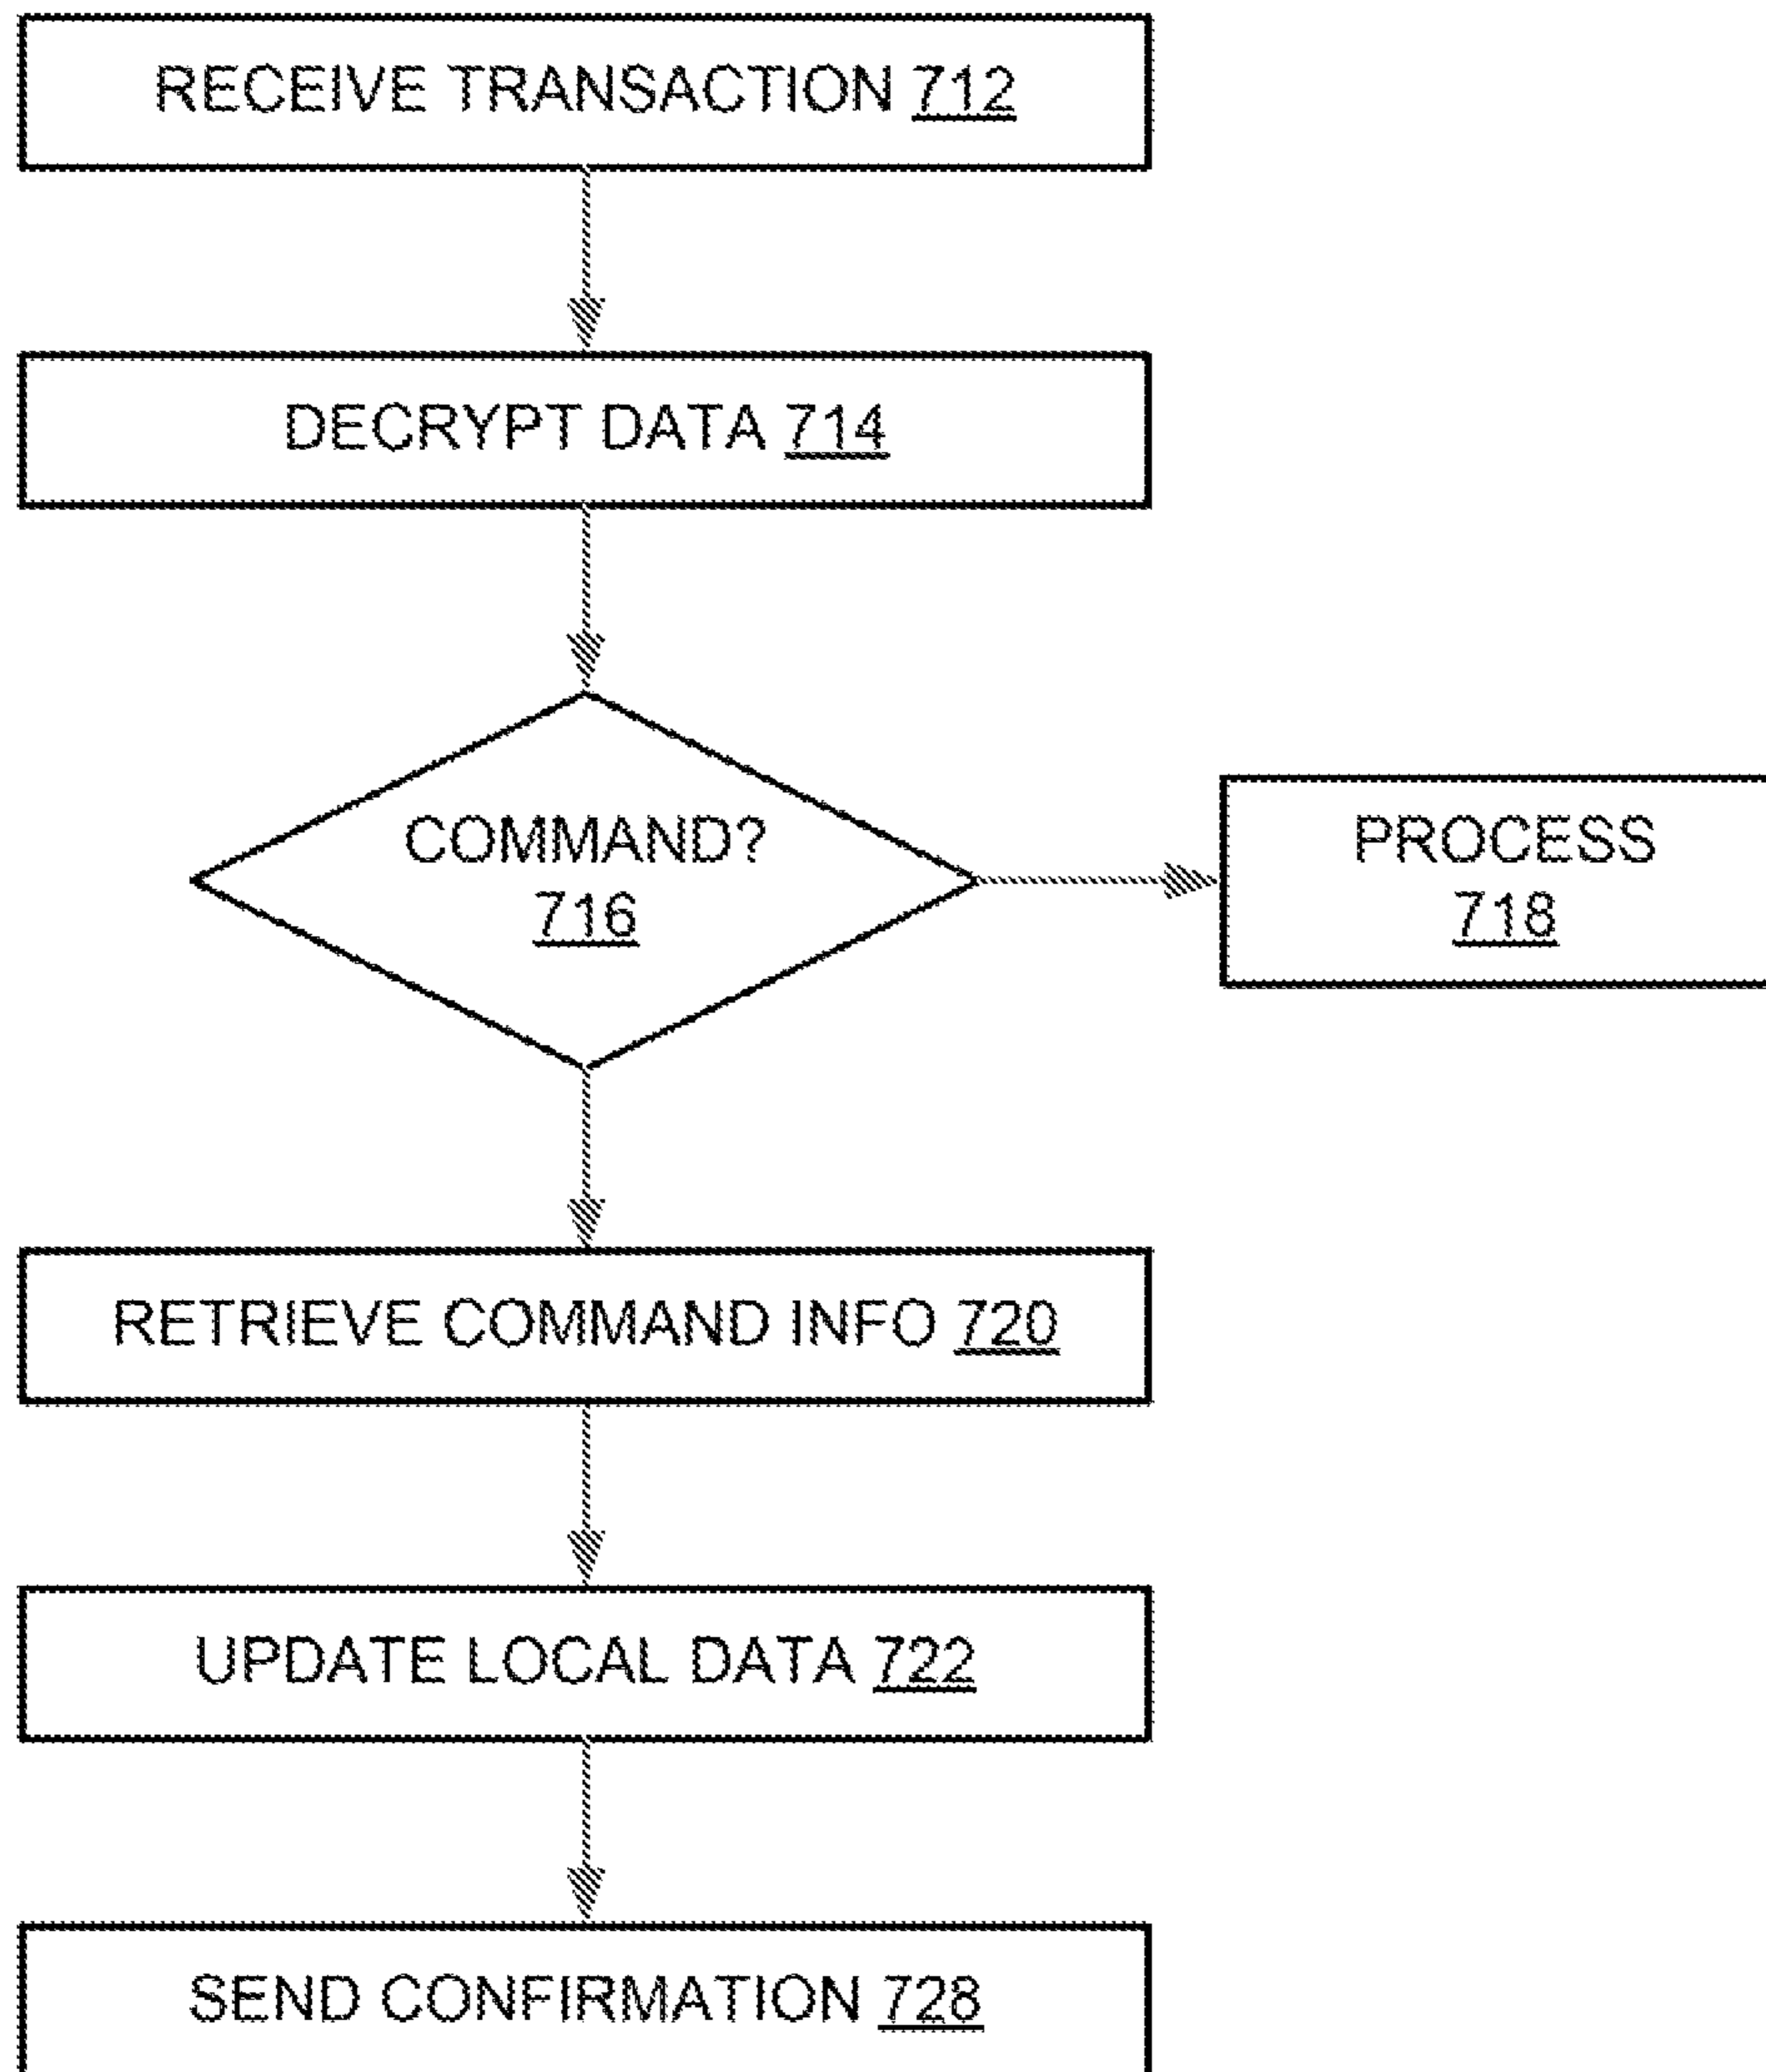 RECEIVE TRANSACTION 712
DECRYPT DATA 714
COMMAND?
716
PROCESS
718
RETRIEVE COMMAND INFO 720
UPDATE LOCAL DATA 722
SEND CONFIRMATION 728